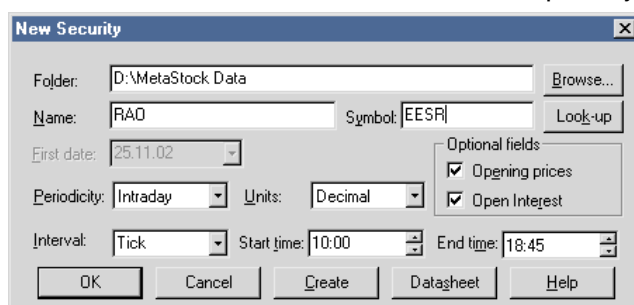 New Security
Folder: D:\MetaStock Data Browse...
Name: RAO Symbol: EESR Look-up
First date: 25.11.02 Optional fields
Opening prices
Periodicity: Intraday Units: Decimal Open Interest
Interval: Tick Start time: 10:00 End time: 18:45
OK Cancel Create Datasheet Help